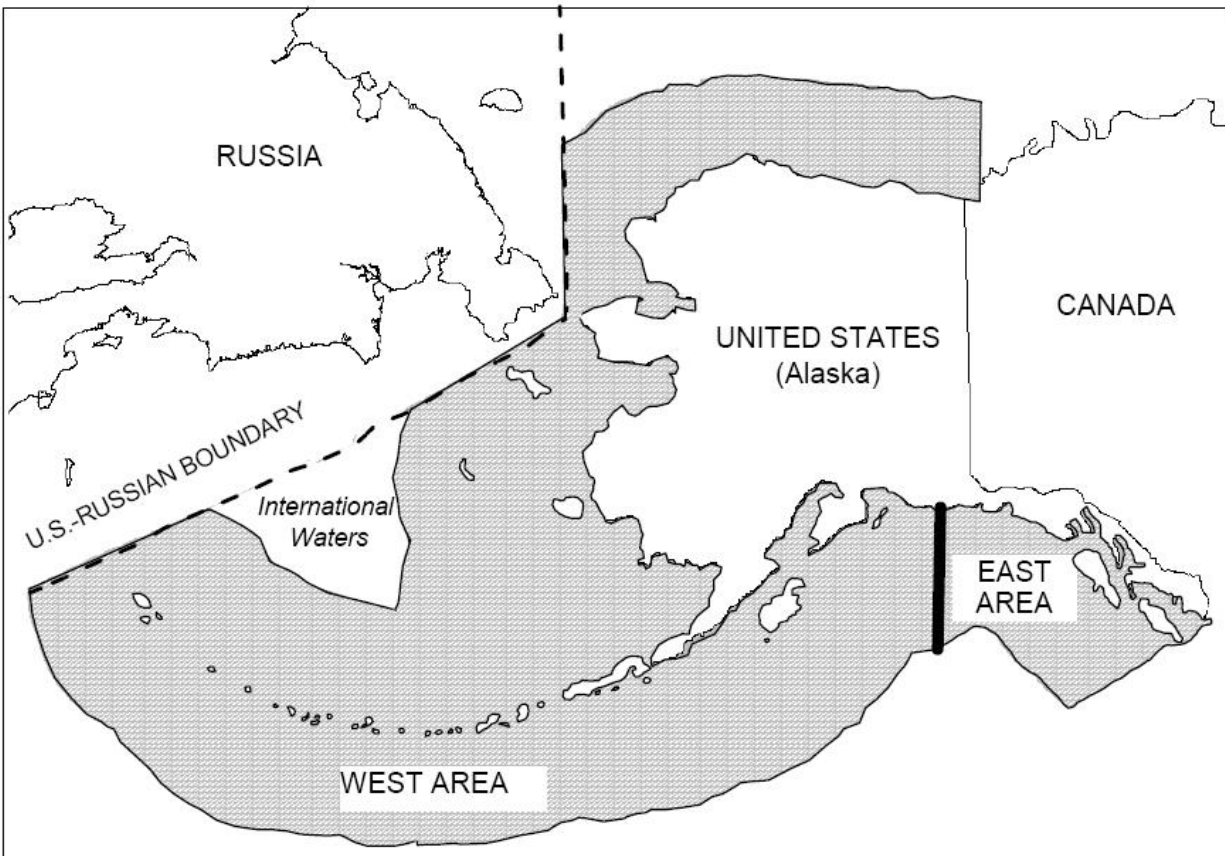 RUSSIA
CANADA
UNITED STATES
(Alaska)
U.S.-RUSSIAN BOUNDARY
International
Waters
EAST
AREA
WEST AREA